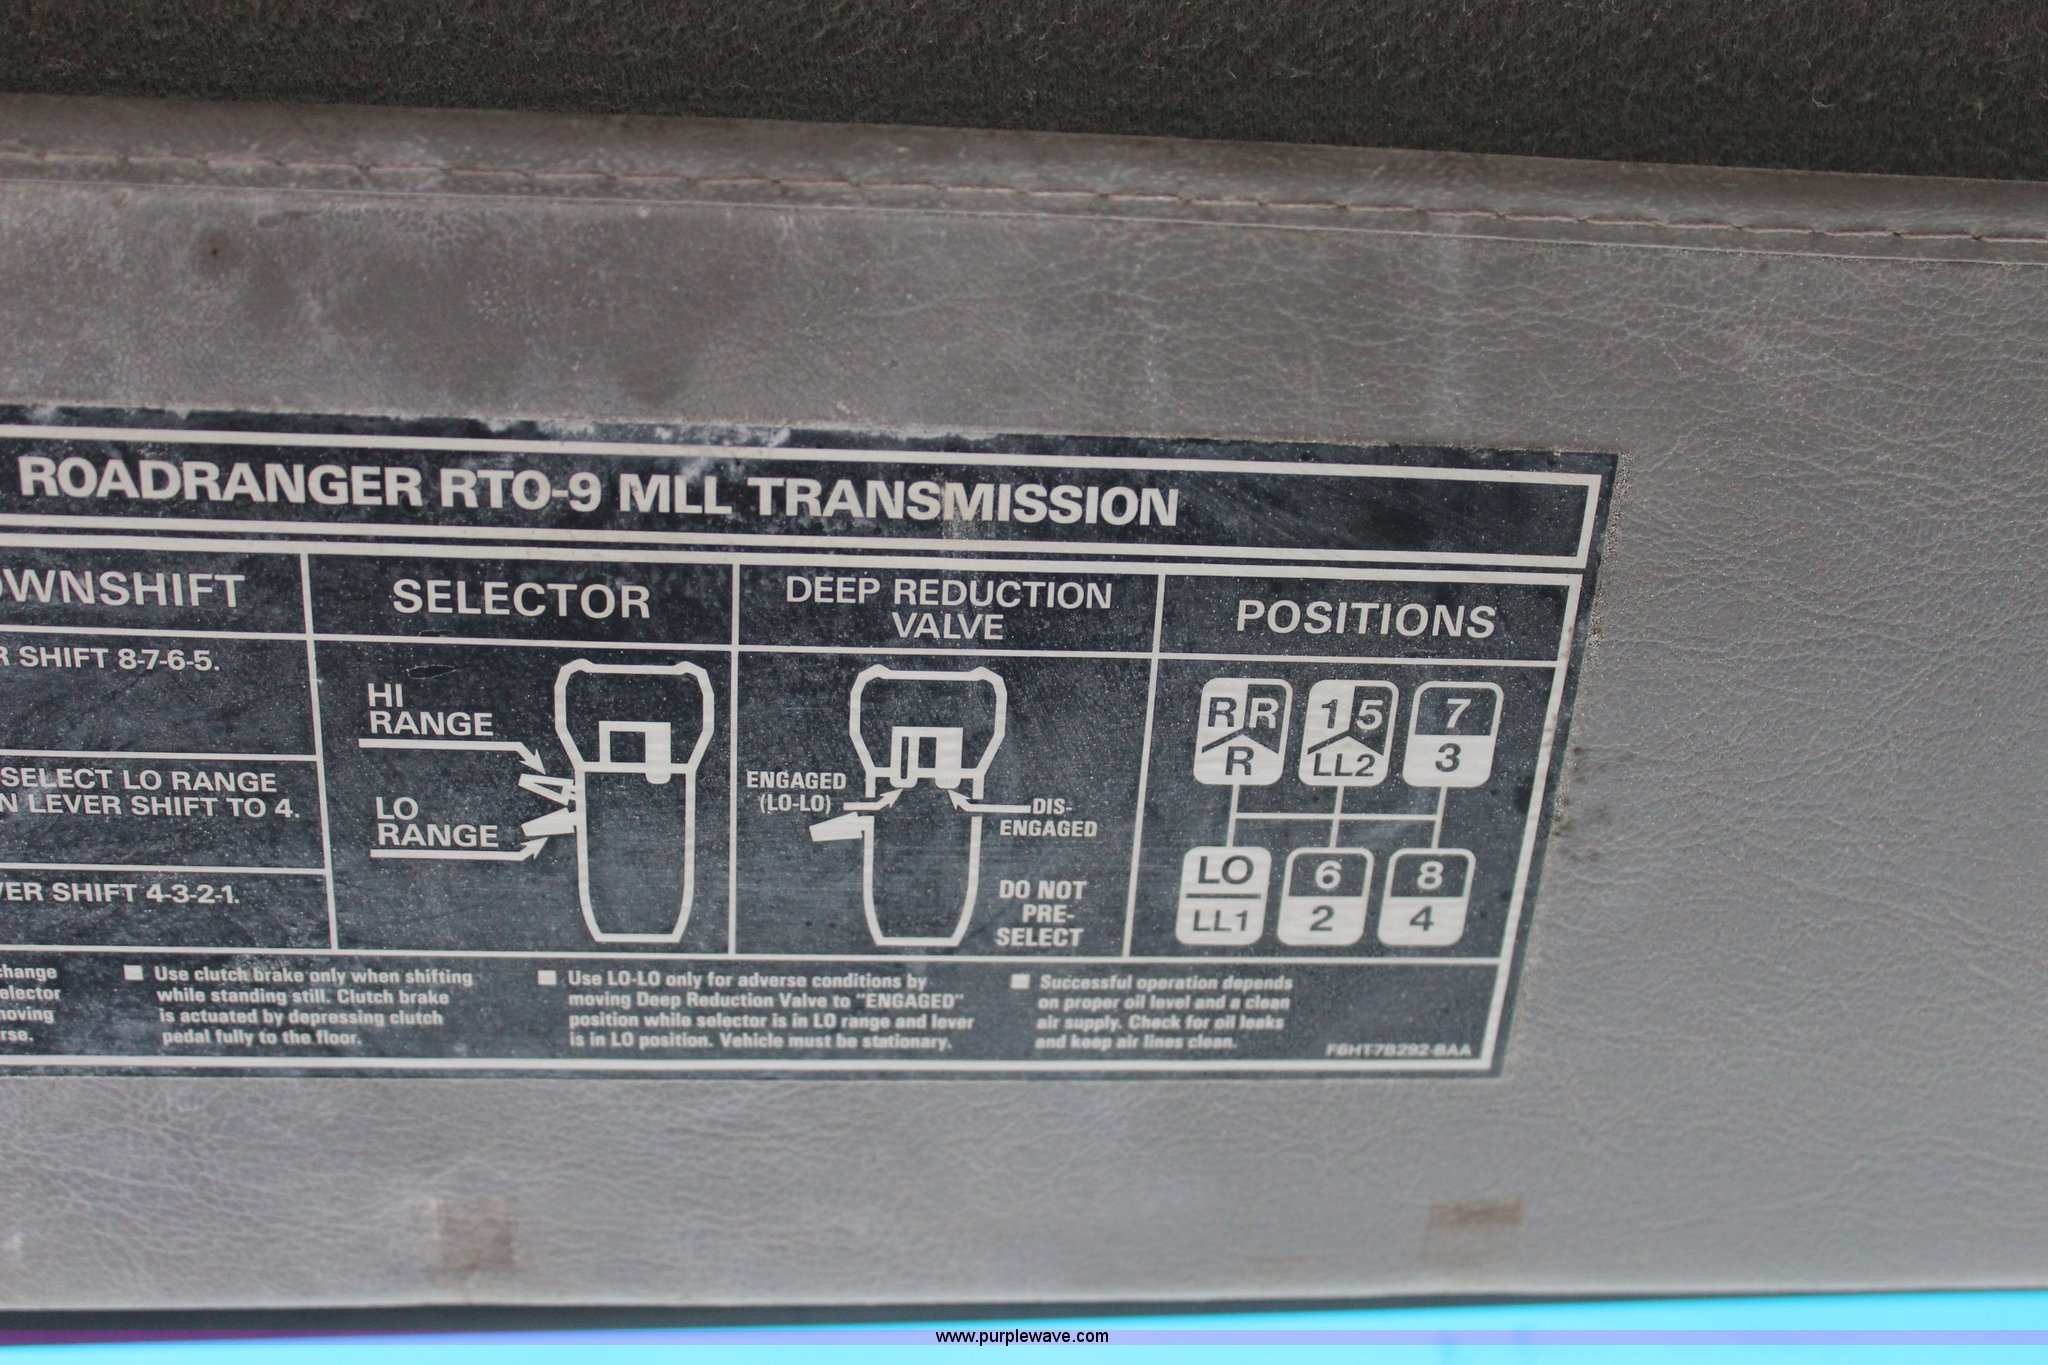 ROADRANGER RTO-9 MLL TRANSMISSION
OWNSHIFT
R SHIFT 8-7-6-5.
SELECT LO RANGE
N LEVER SHIFT TO 4.
VER SHIFT 4-3-2-1.
SELECTOR
HI
RANGE
LO
RANGE
DEEP REDUCTION
VALVE
ENGAGED
(LO-LO)
DIS-
ENGAGED
DO NOT
PRE-
SELECT
POSITIONS
R R 1 5 7
R LL2 3
LO 6 8
LL1 2 4
change
elector
moving
rse.
Use clutch brake only when shifting
while standing still. Clutch brake
is actuated by depressing clutch
pedal fully to the floor.
Use LO-LO only for adverse conditions by
moving Deep Reduction Valve to "ENGAGED"
position while selector is in LO range and lever
is in LO position. Vehicle must be stationary.
Successful operation depends
on proper oil level and a clean
air supply. Check for oil leaks
and keep air lines clean.
F6HT-7B292-BAA
www.purplewave.com